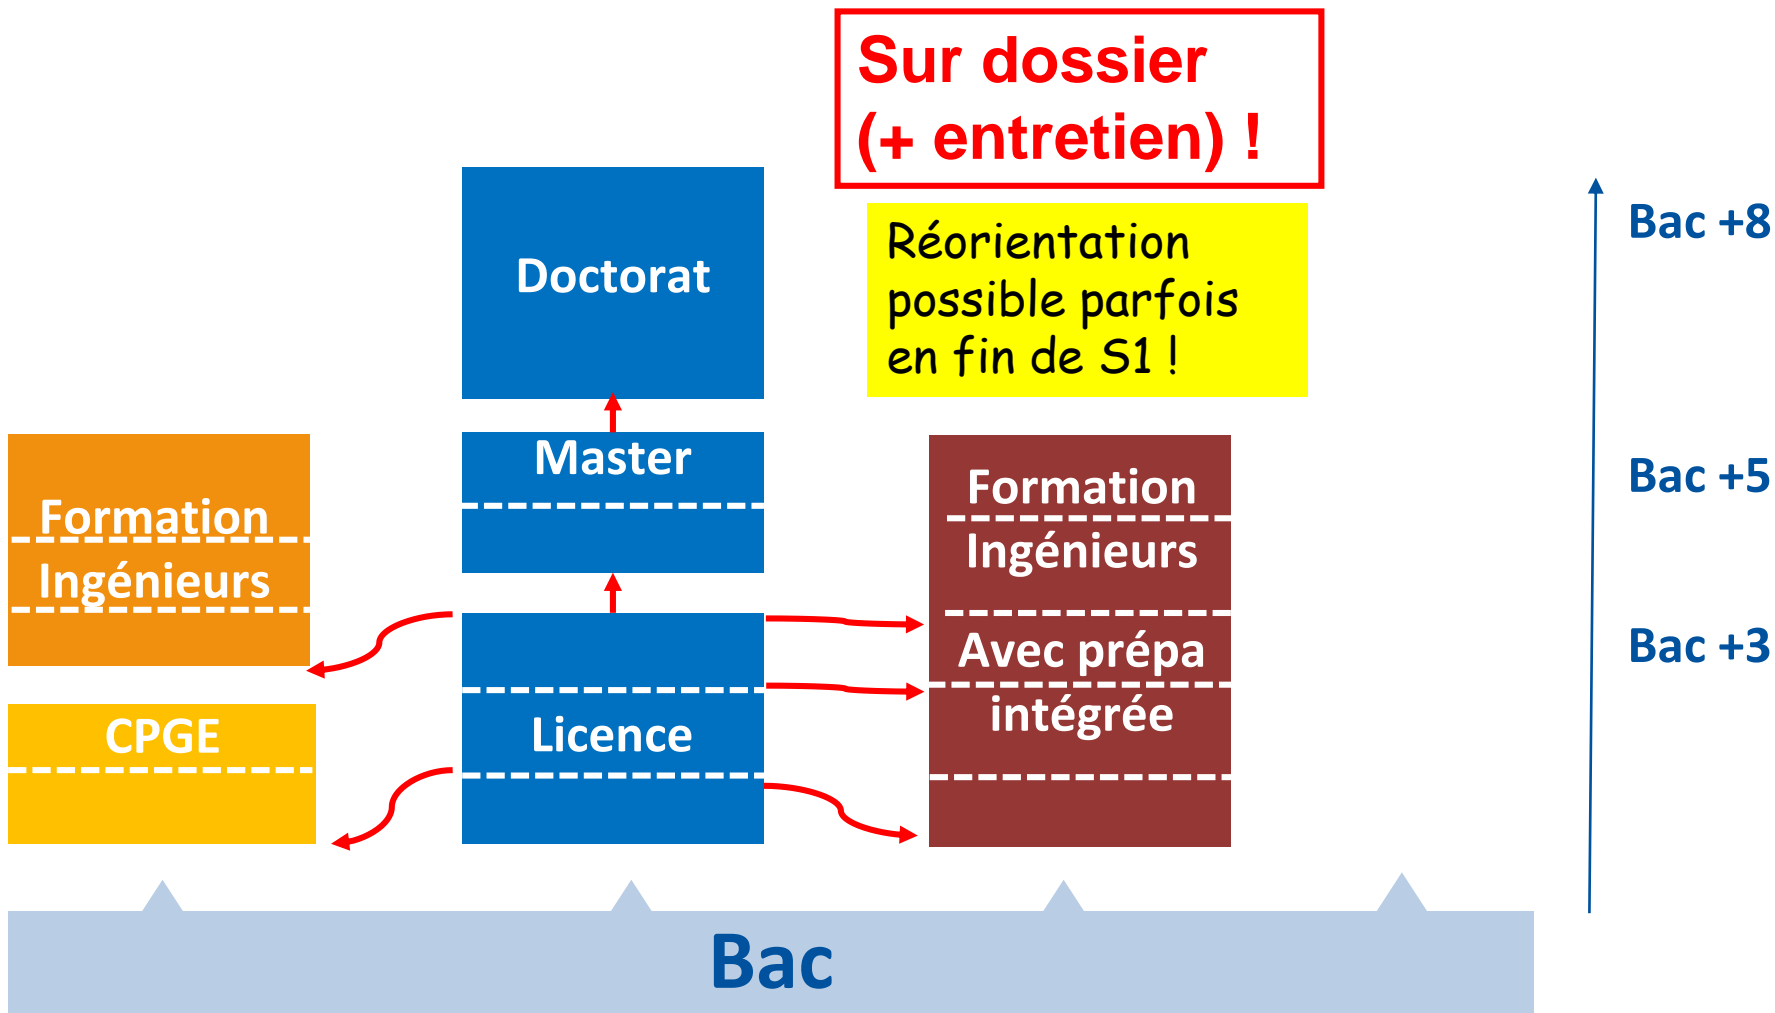 Sur dossier
(+ entretien) !
Réorientation
possible parfois
en fin de S1 !
Bac +8
Doctorat
Bac +5
Master
Formation
Ingénieurs
Formation
Ingénieurs
Avec prépa
intégrée
Bac +3
CPGE
Licence
Bac